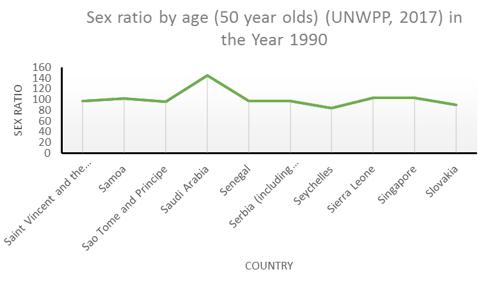 Sex ratio by age (50 year olds) (UNWPP, 2017) in
the Year 1990
SEX RATIO
160
140
120
100
80
60
40
20
0
Saint Vincent and the...
Samoa
Sao Tome and Principe
Saudi Arabia
Senegal
Serbia (including...
Seychelles
Sierra Leone
Singapore
Slovakia
COUNTRY